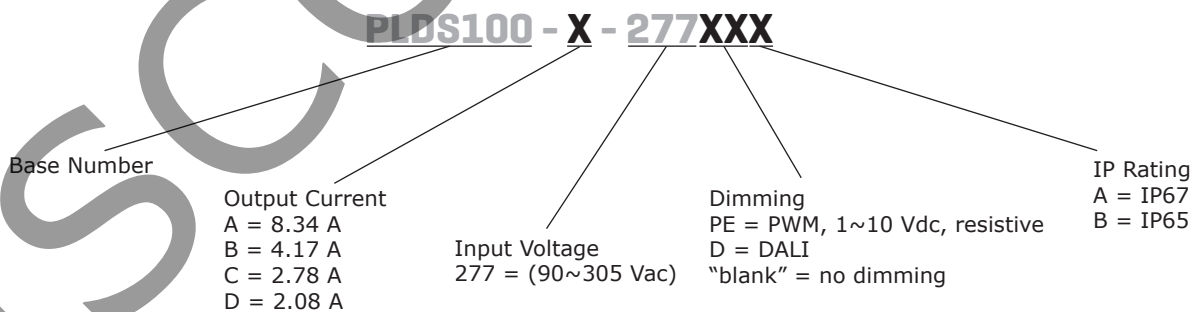 PLDS100 - X - 277XXX
Base Number
Output Current
A = 8.34 A
B = 4.17 A
C = 2.78 A
D = 2.08 A
Input Voltage
277 = (90~305 Vac)
Dimming
PE = PWM, 1~10 Vdc, resistive
D = DALI
“blank” = no dimming
IP Rating
A = IP67
B = IP65